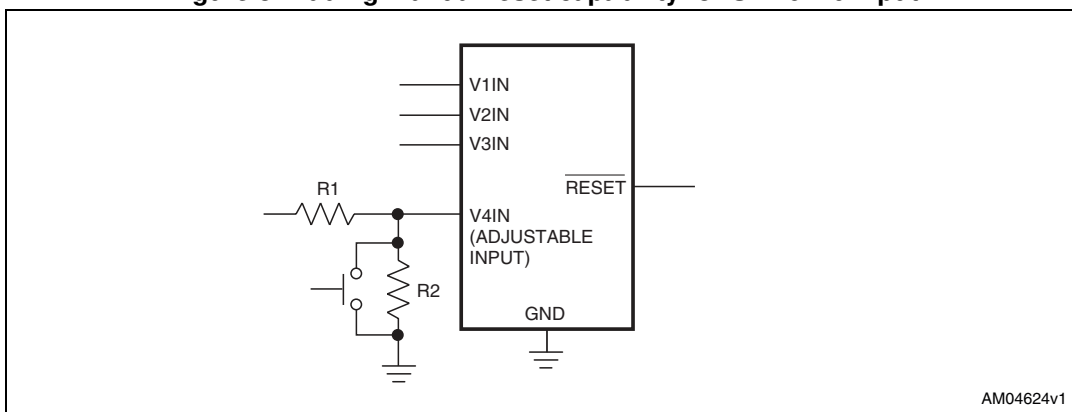 V1IN
V2IN
V3IN
RESET
R1
V4IN
(ADJUSTABLE
INPUT)
R2
GND
AM04624v1